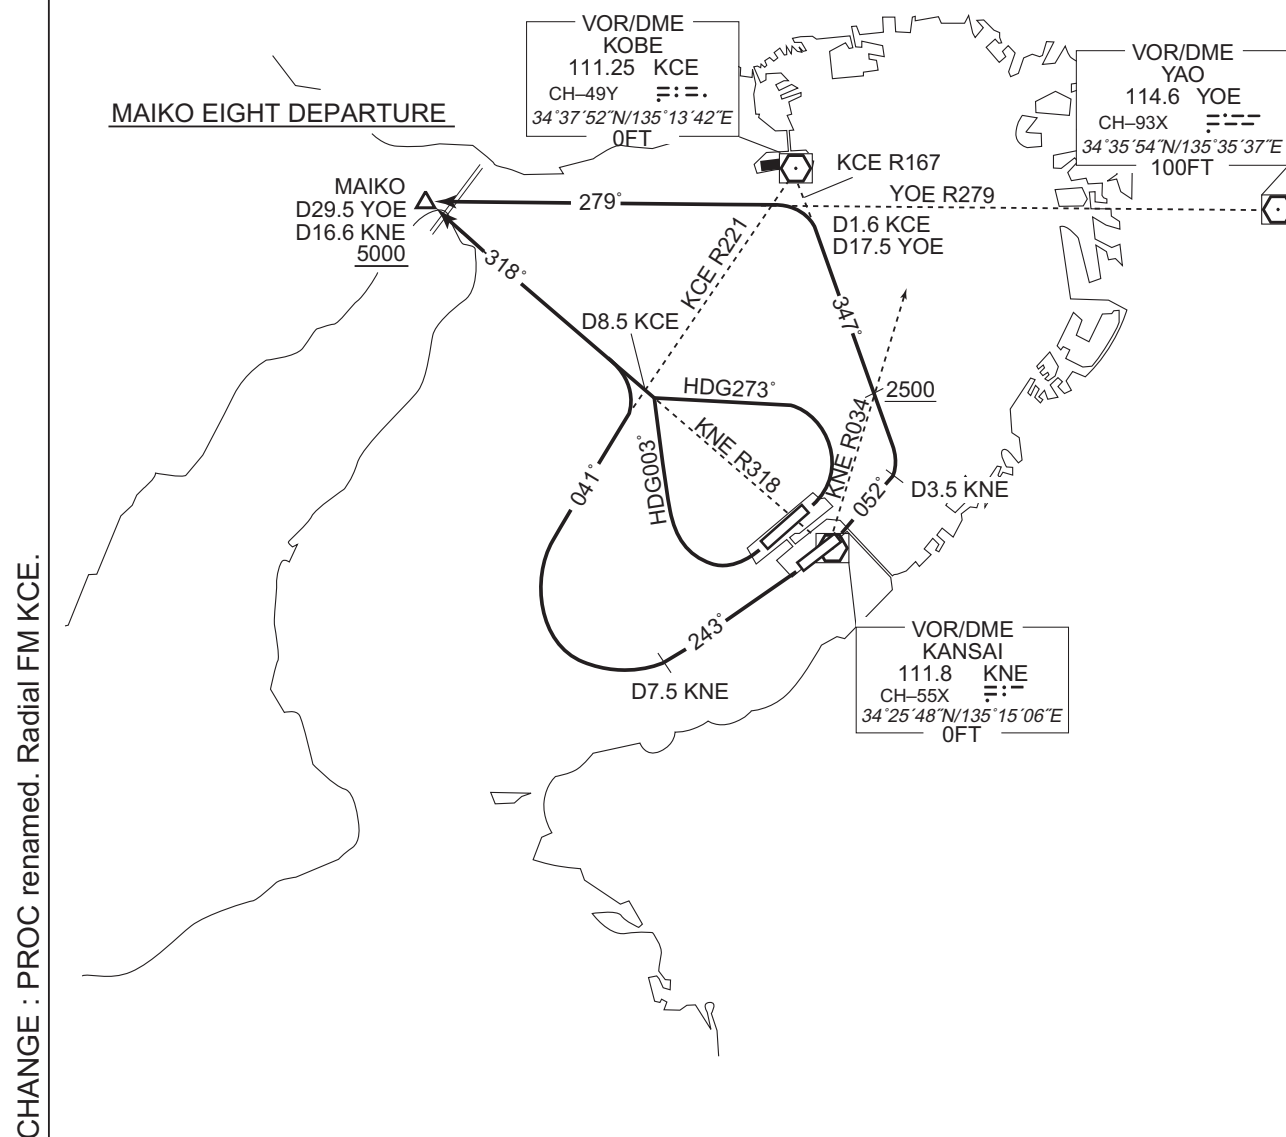 MAIKO EIGHT DEPARTURE
VOR/DME
KOBE
111.25 KCE
CH–49Y
34˚37´52˝N/135˚13´42˝E
0FT
VOR/DME
YAO
114.6 YOE
CH–93X
34˚35´54˝N/135˚35´37˝E
100FT
MAIKO
D29.5 YOE
D16.6 KNE
5000
279˚
KCE R167
YOE R279
D1.6 KCE
D17.5 YOE
KCE R221
318˚
347˚
D8.5 KCE
HDG273˚
2500
KNE R034
KNE R318
HDG003˚
041˚
052˚
D3.5 KNE
243˚
D7.5 KNE
VOR/DME
KANSAI
111.8 KNE
CH–55X
34˚25´48˝N/135˚15´06˝E
0FT
CHANGE : PROC renamed. Radial FM KCE.